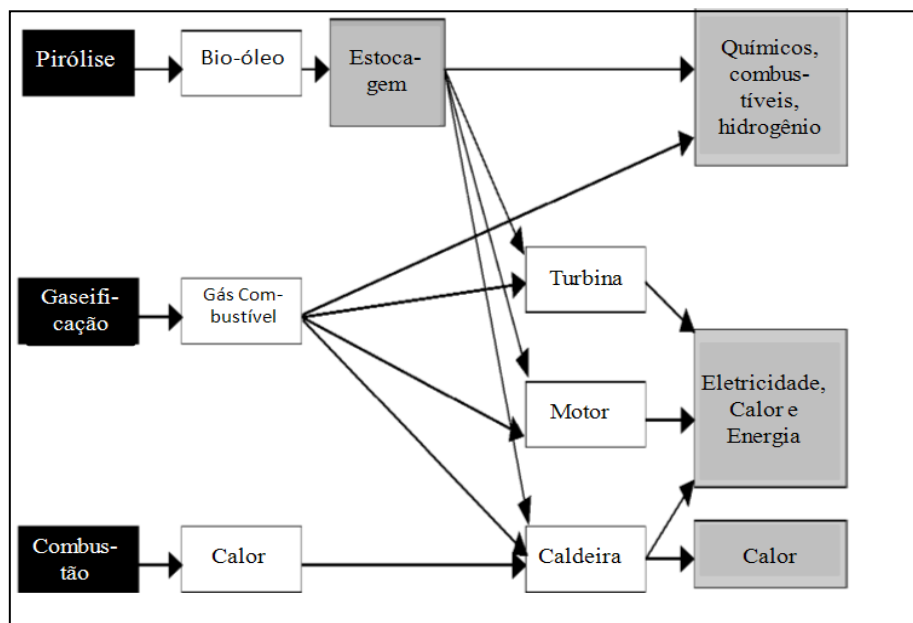 Pirólise
Bio-óleo
Estoca-
gem
Químicos,
combus-
tíveis,
hidrogênio
Turbina
Gaseifi-
cação
Gás Com-
bustível
Motor
Eletricidade,
Calor e
Energia
Combus-
tão
Calor
Caldeira
Calor